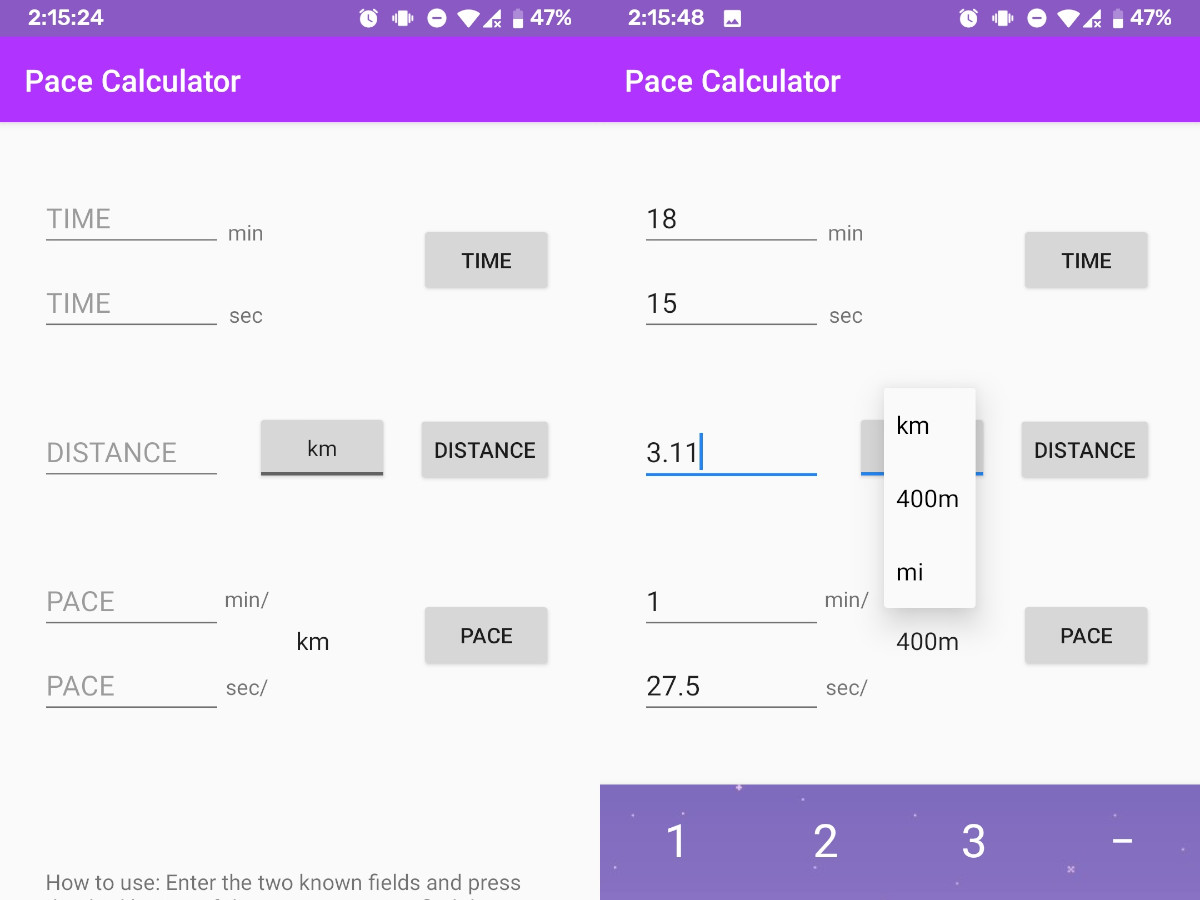 2:15:24
47%
Pace Calculator
TIME
min
TIME
TIME
sec
DISTANCE
km
DISTANCE
PACE
min/
km
PACE
PACE
sec/
How to use: Enter the two known fields and press
2:15:48
47%
Pace Calculator
18
min
TIME
15
sec
3.11
km
DISTANCE
400m
mi
1
min/
400m
PACE
27.5
sec/
1 2 3 –